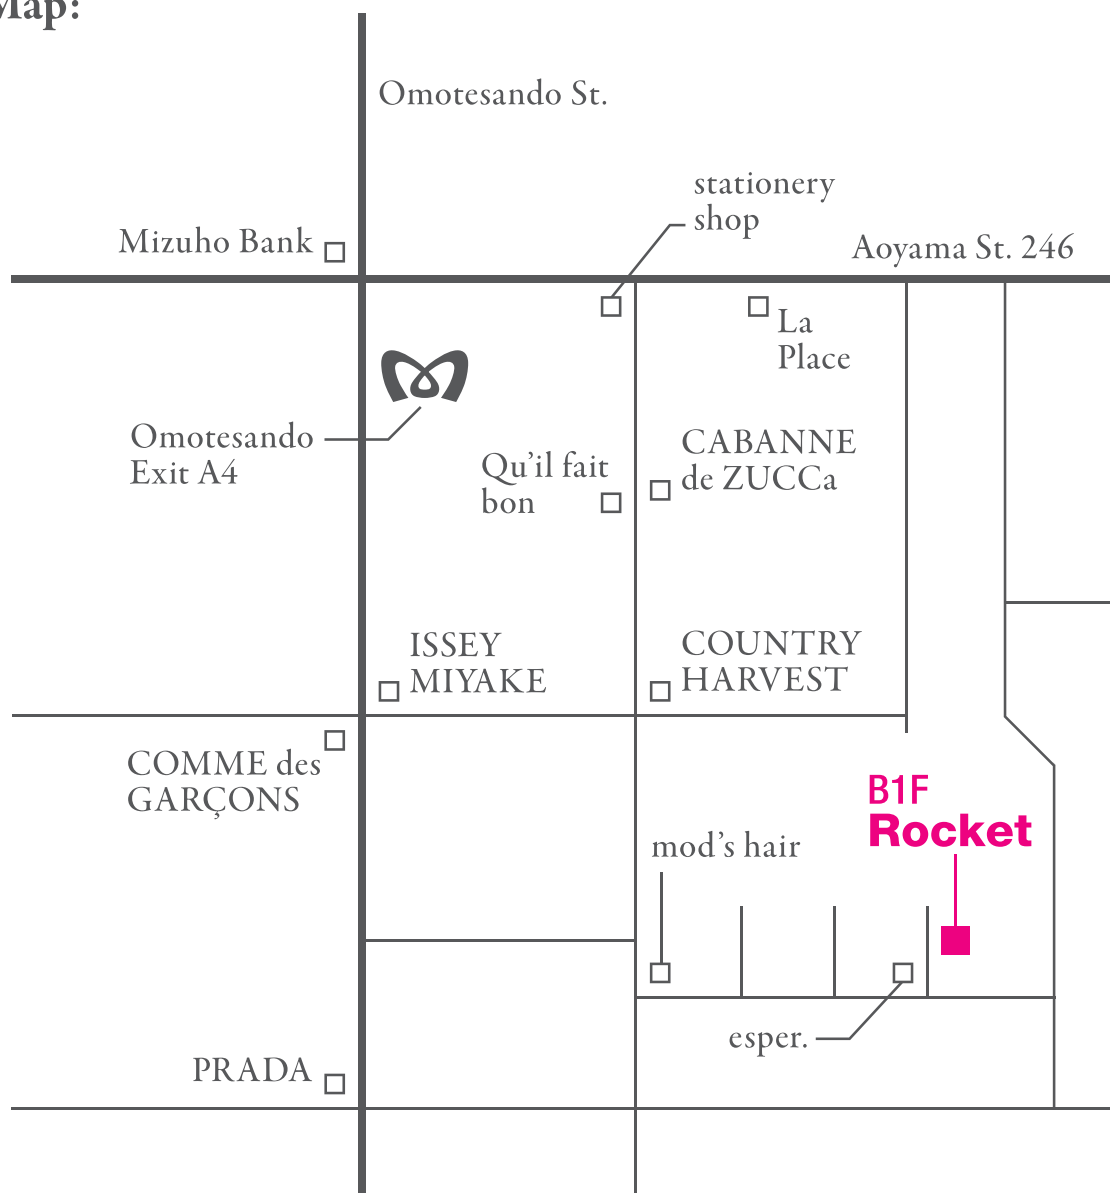 Map:
Omotesando St.
stationery
shop
Mizuho Bank
Aoyama St. 246
La
Place
Omotesando
Exit A4
Qu’il fait
bon
CABANNE
de ZUCCa
ISSEY
MIYAKE
COUNTRY
HARVEST
COMME des
GARÇONS
B1F
Rocket
mod’s hair
esper.
PRADA